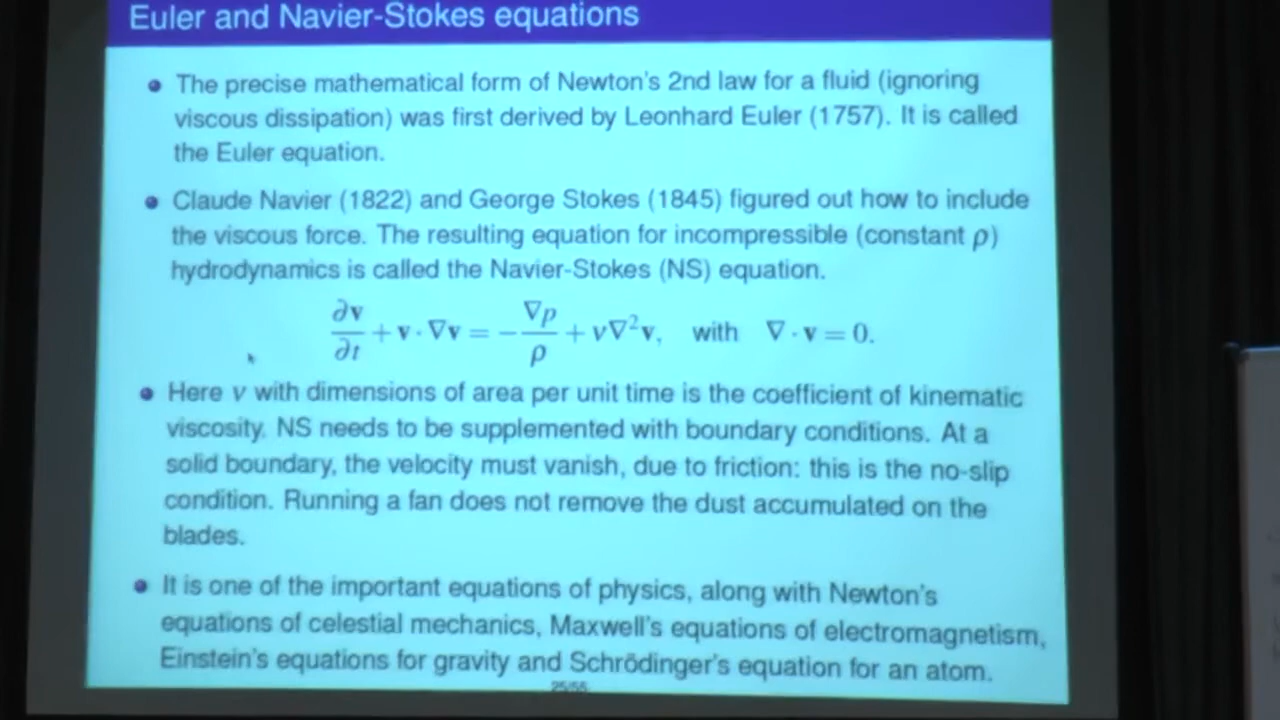 Euler and Navier-Stokes equations
• The precise mathematical form of Newton's 2nd law for a fluid (ignoring
viscous dissipation) was first derived by Leonhard Euler (1757). It is called
the Euler equation.
• Claude Navier (1822) and George Stokes (1845) figured out how to include
the viscous force. The resulting equation for incompressible (constant ρ)
hydrodynamics is called the Navier-Stokes (NS) equation.
∂v/∂t + v · ∇v = −∇p/ρ + ν∇²v, with ∇ · v = 0.
• Here ν with dimensions of area per unit time is the coefficient of kinematic
viscosity. NS needs to be supplemented with boundary conditions. At a
solid boundary, the velocity must vanish, due to friction: this is the no-slip
condition. Running a fan does not remove the dust accumulated on the
blades.
• It is one of the important equations of physics, along with Newton's
equations of celestial mechanics, Maxwell's equations of electromagnetism,
Einstein's equations for gravity and Schrödinger's equation for an atom.
25/55